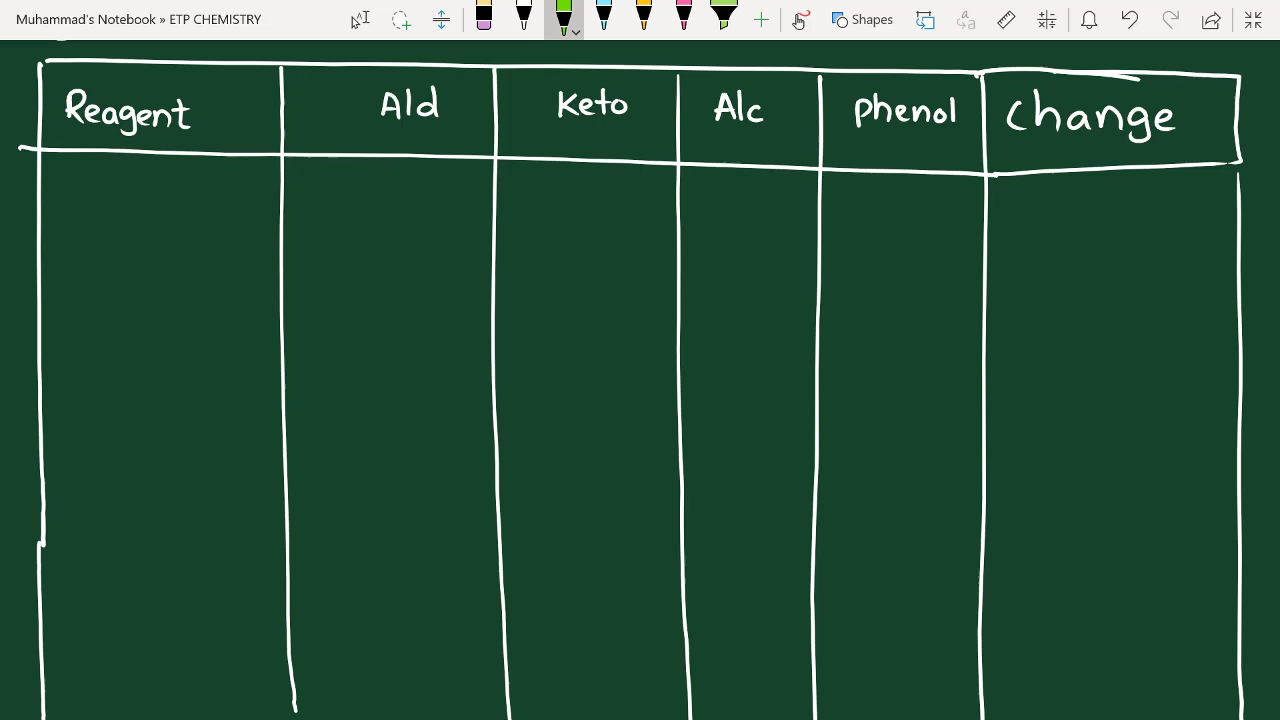 Muhammad's Notebook » ETP CHEMISTRY
Shapes
Reagent Ald Keto Alc Phenol Change